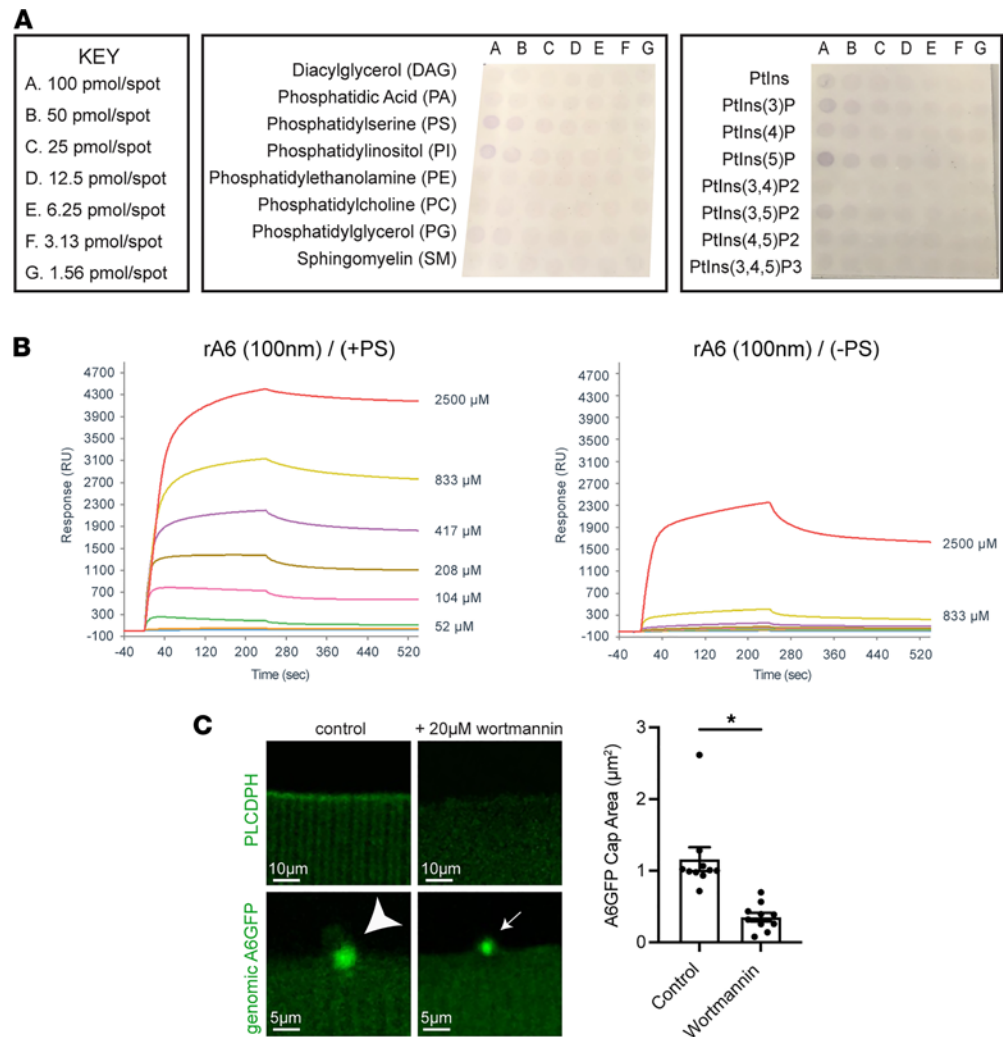 A
KEY
A. 100 pmol/spot
B. 50 pmol/spot
C. 25 pmol/spot
D. 12.5 pmol/spot
E. 6.25 pmol/spot
F. 3.13 pmol/spot
G. 1.56 pmol/spot
A B C D E F G
Diacylglycerol (DAG)
Phosphatidic Acid (PA)
Phosphatidylserine (PS)
Phosphatidylinositol (PI)
Phosphatidylethanolamine (PE)
Phosphatidylcholine (PC)
Phosphatidylglycerol (PG)
Sphingomyelin (SM)
A B C D E F G
PtIns
PtIns(3)P
PtIns(4)P
PtIns(5)P
PtIns(3,4)P2
PtIns(3,5)P2
PtIns(4,5)P2
PtIns(3,4,5)P3
B
rA6 (100nm) / (+PS)
Response (RU)
4700
4300
3900
3500
3100
2700
2300
1900
1500
1100
700
300
-100
2500 µM
833 µM
417 µM
208 µM
104 µM
52 µM
-40 40 120 200 280 360 440 520
Time (sec)
rA6 (100nm) / (-PS)
Response (RU)
4700
4300
3900
3500
3100
2700
2300
1900
1500
1100
700
300
-100
2500 µM
833 µM
-40 40 120 200 280 360 440 520
Time (sec)
C
control
+ 20µM wortmannin
PLCDPH
10µm
10µm
genomic A6GFP
5µm
5µm
A6GFP Cap Area (µm²)
3
2
1
0
*
Control
Wortmannin